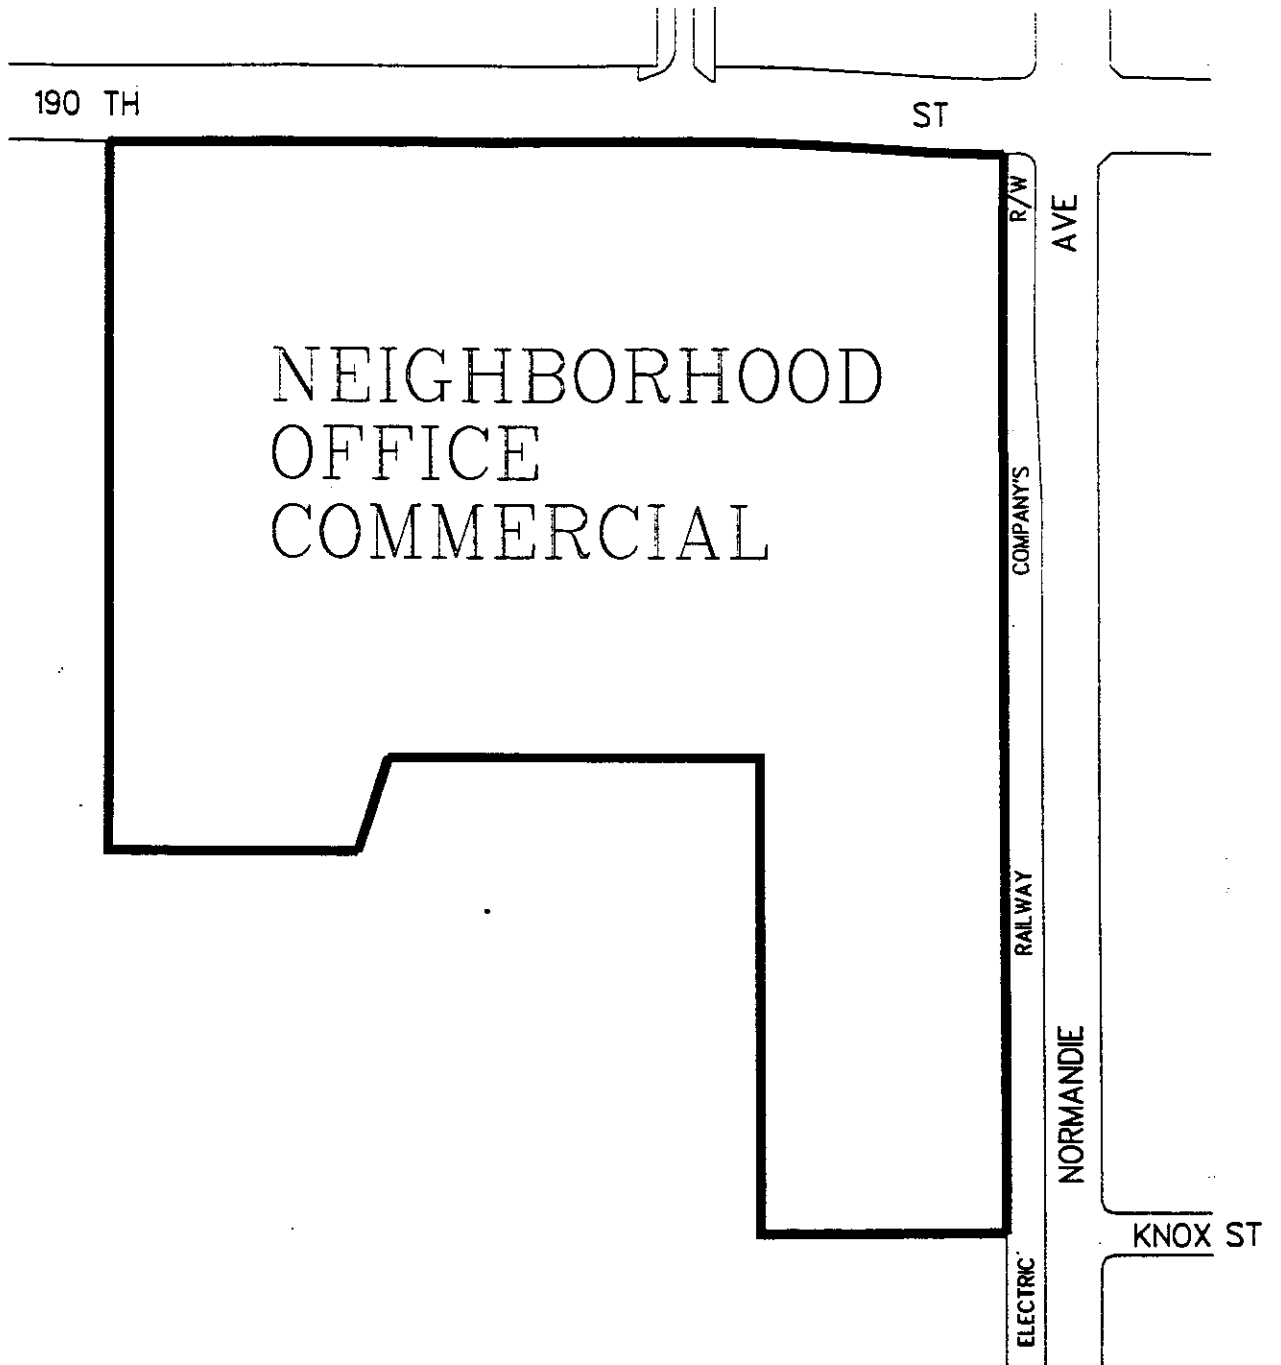 190 TH ST
R/W
AVE
NEIGHBORHOOD
OFFICE
COMMERCIAL
COMPANY'S
RAILWAY
NORMANDIE
KNOX ST
ELECTRIC